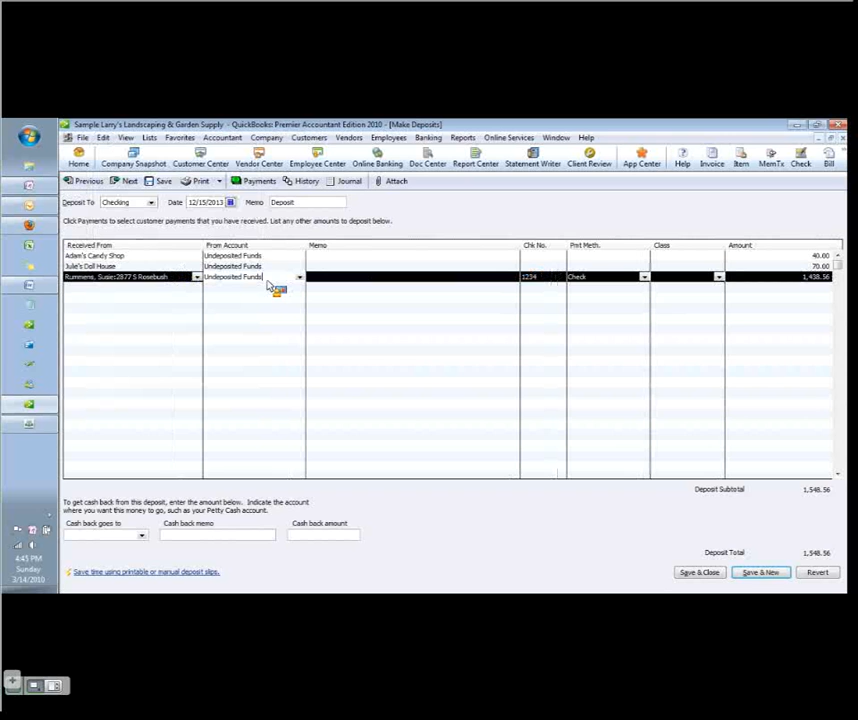 Sample Larry's Landscaping & Garden Supply - QuickBooks: Premier Accountant Edition 2010 - [Make Deposits]
File Edit View Lists Favorites Accountant Company Customers Vendors Employees Banking Reports Online Services Window Help
Home Company Snapshot Customer Center Vendor Center Employee Center Online Banking Doc Center Report Center Statement Writer Client Review App Center Help Invoice Item MemTx Check Bill
Previous Next Save Print Payments History Journal Attach
Deposit To Checking Date 12/15/2013 Memo Deposit
Click Payments to select customer payments that you have received. List any other amounts to deposit below.
Received From From Account Memo Chk No. Pmt Meth. Class Amount
Adam's Candy Shop Undeposited Funds 40.00
Julie's Doll House Undeposited Funds 70.00
Rummens, Susie:2877 S Rosebush Undeposited Funds 1234 Check 1,438.56
Deposit Subtotal 1,548.56
To get cash back from this deposit, enter the amount below. Indicate the account
where you want this money to go, such as your Petty Cash account.
Cash back goes to Cash back memo Cash back amount
Deposit Total 1,548.56
Save time using printable or manual deposit slips.
Save & Close Save & New Revert
4:45 PM
Sunday
3/14/2010